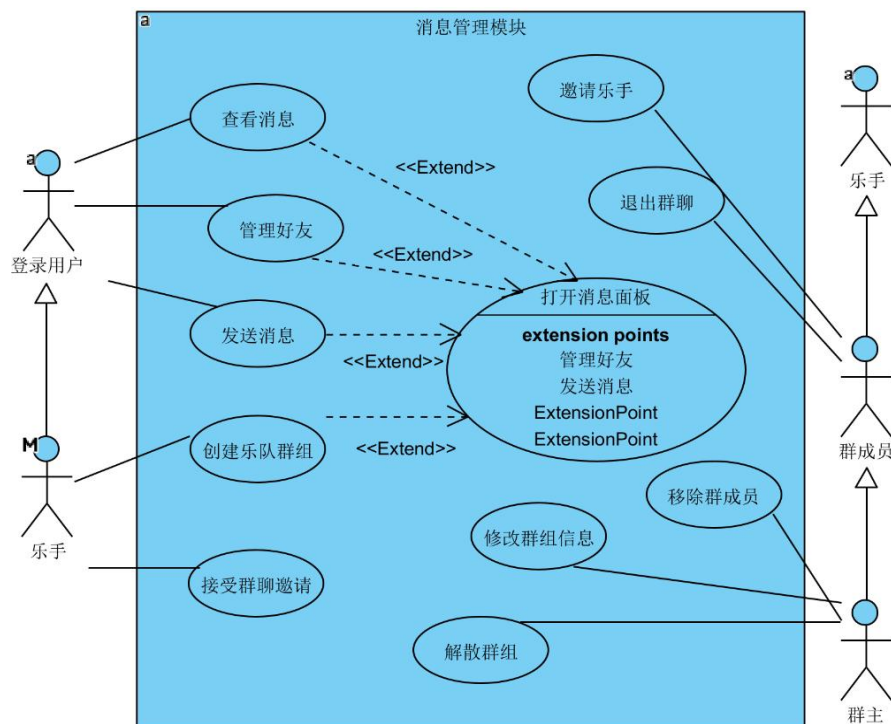 a
消息管理模块
查看消息
邀请乐手
a
乐手
<<Extend>>
a
登录用户
管理好友
退出群聊
<<Extend>>
打开消息面板
extension points
管理好友
发送消息
ExtensionPoint
ExtensionPoint
发送消息
<<Extend>>
群成员
M
乐手
创建乐队群组
<<Extend>>
移除群成员
修改群组信息
接受群聊邀请
解散群组
群主